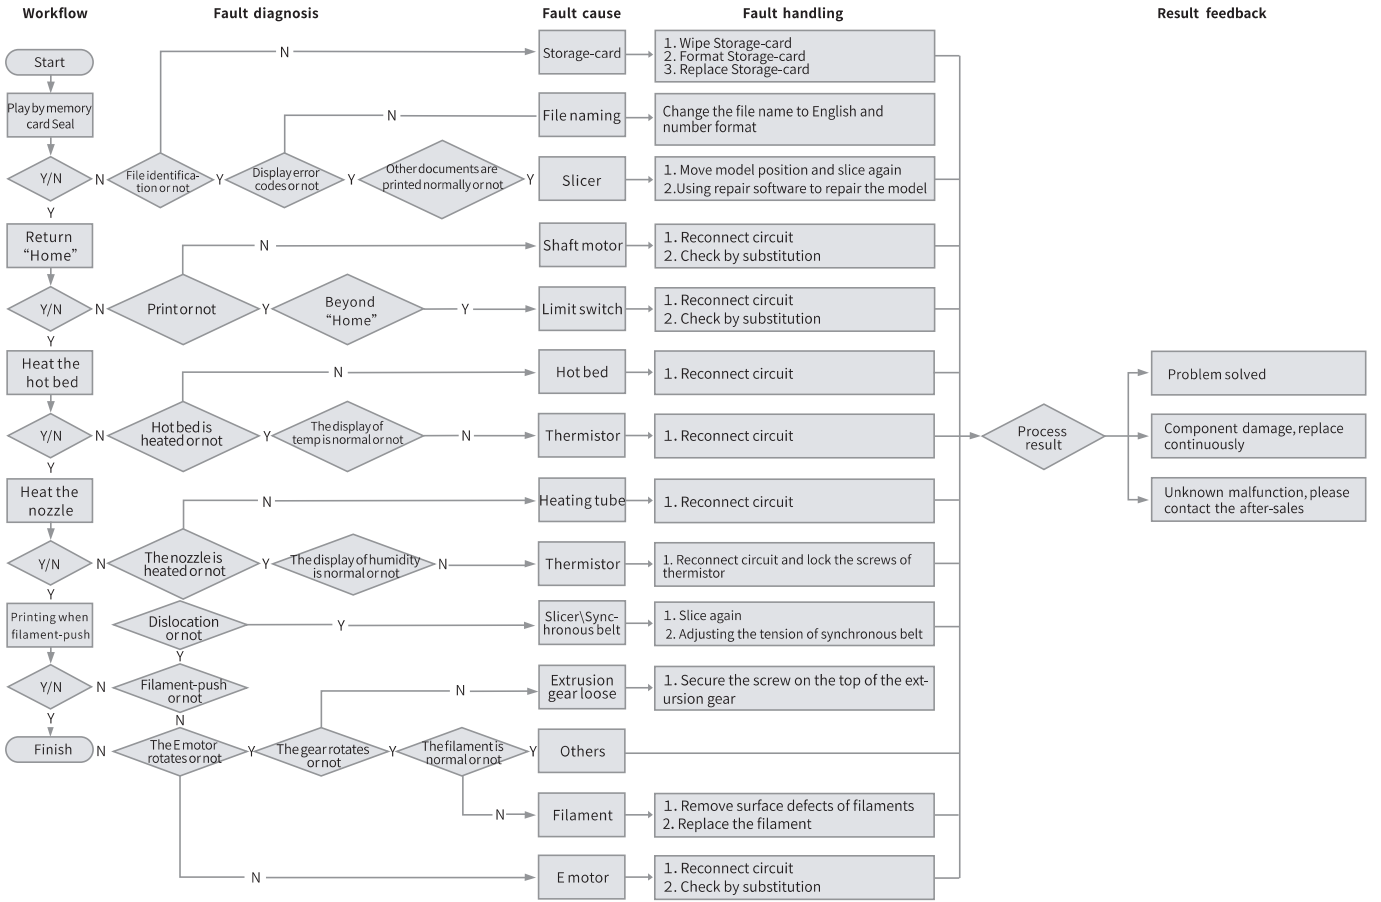 Workflow
Fault diagnosis
Fault cause
Fault handling
Result feedback
Start
N
Storage-card
1. Wipe Storage-card
2. Format Storage-card
3. Replace Storage-card
Play by memory
card Seal
N
File naming
Change the file name to English and
number format
Y/N
N
File identifica-
tion or not
Y
Display error
codes or not
Y
Other documents are
printed normally or not
Y
Slicer
1. Move model position and slice again
2.Using repair software to repair the model
Y
Return
“Home”
N
Shaft motor
1. Reconnect circuit
2. Check by substitution
Y/N
N
Print or not
Y
Beyond
“Home”
Y
Limit switch
1. Reconnect circuit
2. Check by substitution
Y
Heat the
hot bed
N
Hot bed
1. Reconnect circuit
Y/N
N
Hot bed is
heated or not
Y
The display of
temp is normal or not
N
Thermistor
1. Reconnect circuit
Y
Heat the
nozzle
N
Heating tube
1. Reconnect circuit
Y/N
N
The nozzle is
heated or not
Y
The display of humidity
is normal or not
N
Thermistor
1. Reconnect circuit and lock the screws of
thermistor
Y
Printing when
filament-push
Dislocation
or not
Y
Slicer\Sync-
hronous belt
1. Slice again
2. Adjusting the tension of synchronous belt
Y
Y/N
N
Filament-push
or not
N
Extrusion
gear loose
1. Secure the screw on the top of the ext-
ursion gear
Y
N
Finish
N
The E motor
rotates or not
Y
The gear rotates
or not
Y
The filament is
normal or not
Y
Others
N
Filament
1. Remove surface defects of filaments
2. Replace the filament
N
E motor
1. Reconnect circuit
2. Check by substitution
Process
result
Problem solved
Component damage, replace
continuously
Unknown malfunction, please
contact the after-sales